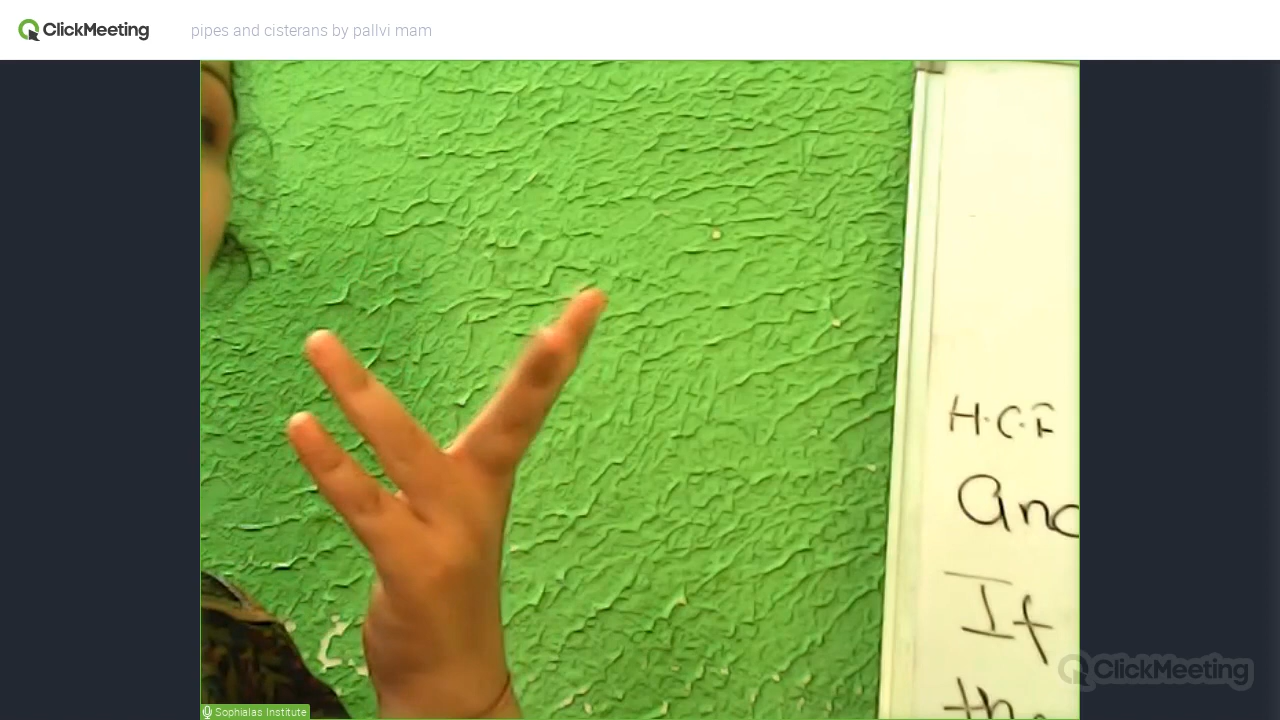 ClickMeeting
pipes and cisterans by pallvi mam
H.C.F
and
If
ClickMeeting
Sophialas Institute